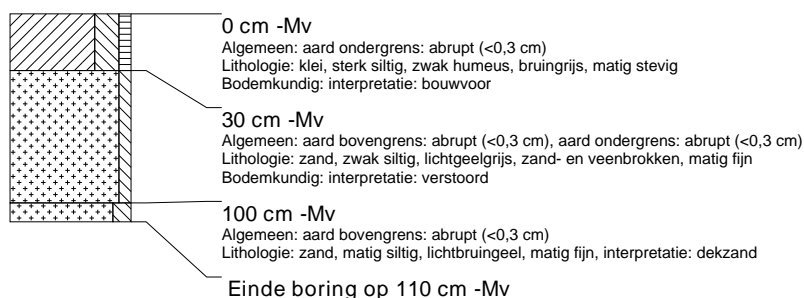 0 cm -Mv
Algemeen: aard ondergrens: abrupt (<0,3 cm)
Lithologie: klei, sterk siltig, zwak humeus, bruingrijs, matig stevig
Bodemkundig: interpretatie: bouwvoor
30 cm -Mv
Algemeen: aard bovengrens: abrupt (<0,3 cm), aard ondergrens: abrupt (<0,3 cm)
Lithologie: zand, zwak siltig, lichtgeelgrijs, zand- en veenbrokken, matig fijn
Bodemkundig: interpretatie: verstoord
100 cm -Mv
Algemeen: aard bovengrens: abrupt (<0,3 cm)
Lithologie: zand, matig siltig, lichtbruingeel, matig fijn, interpretatie: dekzand
Einde boring op 110 cm -Mv